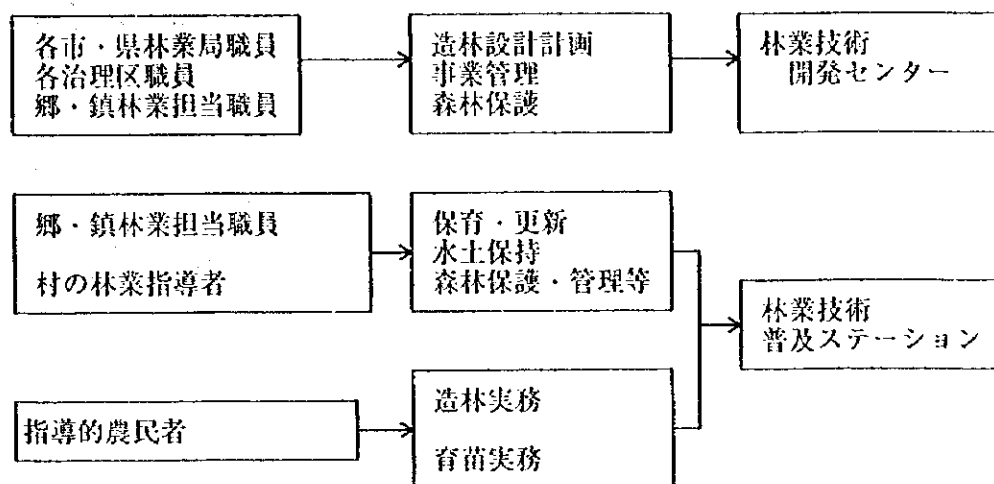 各市・県林業局職員
各治理区職員
郷・鎮林業担当職員
造林設計計画
事業管理
森林保護
林業技術
開発センター
郷・鎮林業担当職員
村の林業指導者
保育・更新
水土保持
森林保護・管理等
林業技術
普及ステーション
指導的農民者
造林実務
育苗実務